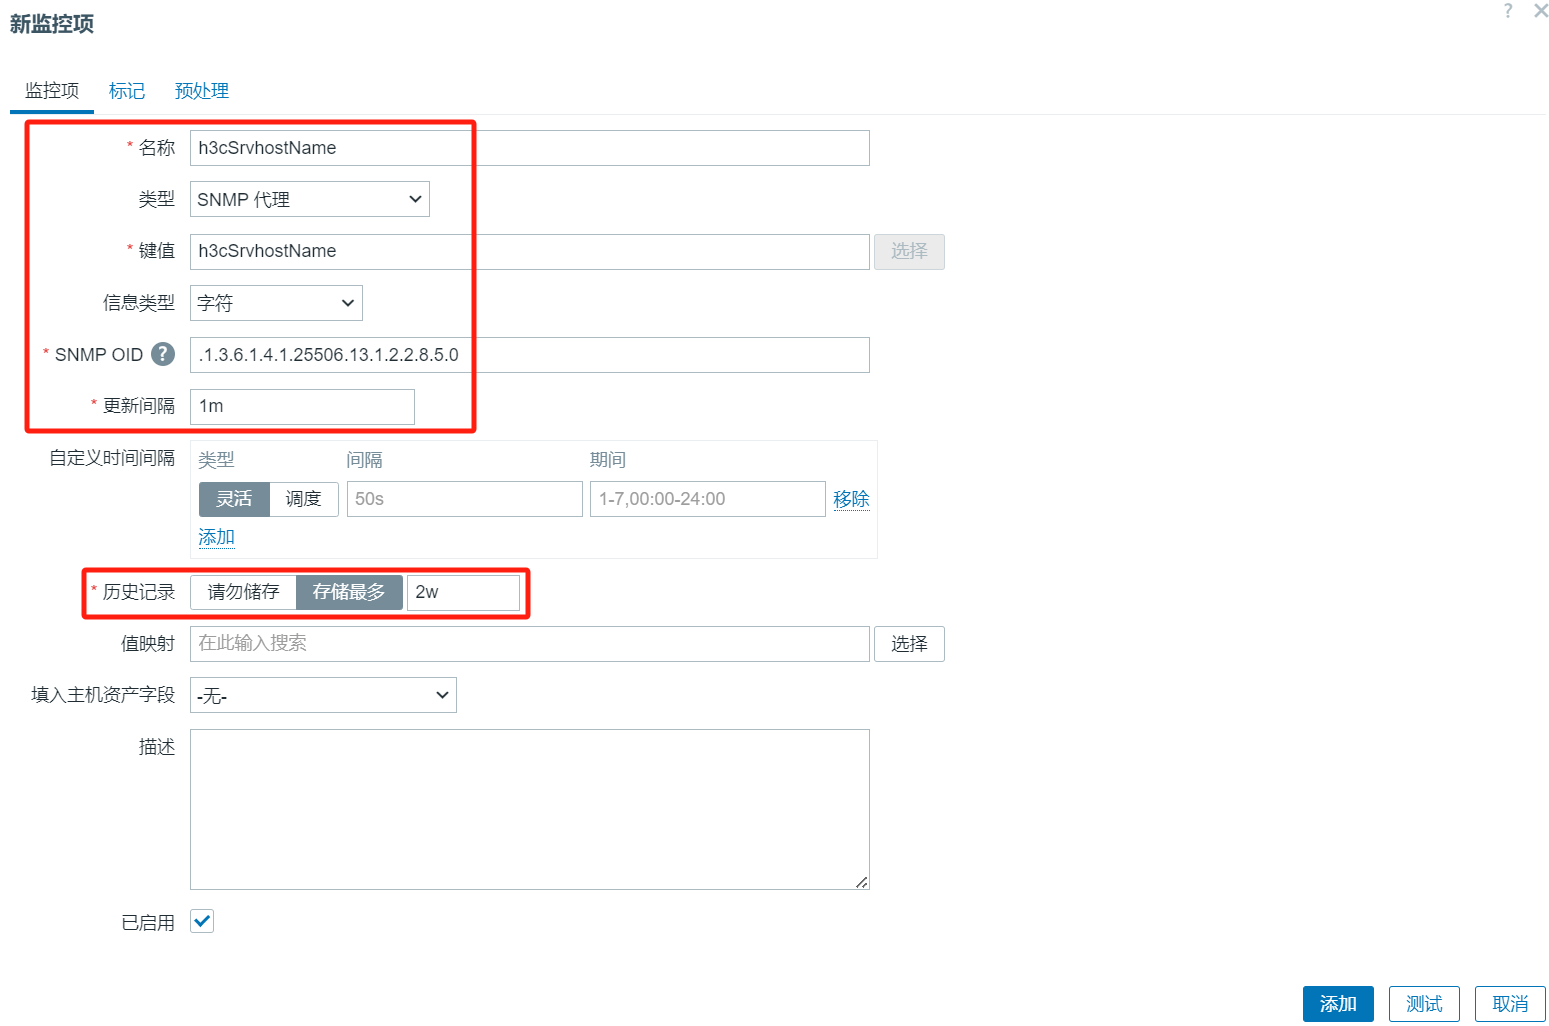 新监控项
? ×
监控项 标记 预处理
* 名称 h3cSrvhostName
类型 SNMP 代理
* 键值 h3cSrvhostName 选择
信息类型 字符
* SNMP OID ? .1.3.6.1.4.1.25506.13.1.2.2.8.5.0
* 更新间隔 1m
自定义时间间隔 类型 间隔 期间
灵活 调度 50s 1-7,00:00-24:00 移除
添加
* 历史记录 请勿储存 存储最多 2w
值映射 在此输入搜索 选择
填入主机资产字段 -无-
描述
已启用
添加 测试 取消